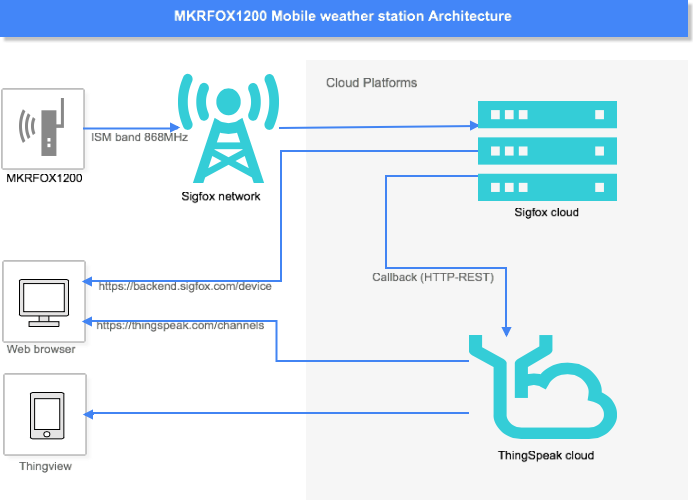 MKRFOX1200 Mobile weather station Architecture
Cloud Platforms
ISM band 868MHz
MKRFOX1200
Sigfox network
Sigfox cloud
https://backend.sigfox.com/device
Callback (HTTP-REST)
https://thingspeak.com/channels
Web browser
ThingSpeak cloud
Thingview